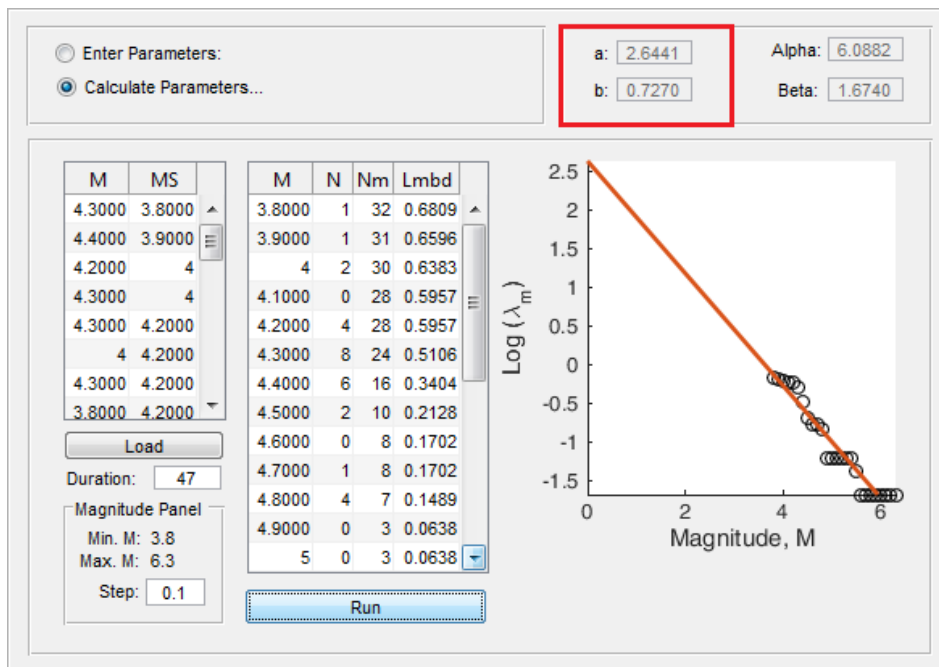 Enter Parameters:
Calculate Parameters...
a: 2.6441
b: 0.7270
Alpha: 6.0882
Beta: 1.6740
M MS
4.3000 3.8000
4.4000 3.9000
4.2000 4
4.3000 4
4.3000 4.2000
4 4.2000
4.3000 4.2000
3.8000 4.2000
Load
Duration: 47
Magnitude Panel
Min. M: 3.8
Max. M: 6.3
Step: 0.1
M N Nm Lmbd
3.8000 1 32 0.6809
3.9000 1 31 0.6596
4 2 30 0.6383
4.1000 0 28 0.5957
4.2000 4 28 0.5957
4.3000 8 24 0.5106
4.4000 6 16 0.3404
4.5000 2 10 0.2128
4.6000 0 8 0.1702
4.7000 1 8 0.1702
4.8000 4 7 0.1489
4.9000 0 3 0.0638
5 0 3 0.0638
Run
Log (λm)
2.5
2
1.5
1
0.5
0
-0.5
-1
-1.5
0 2 4 6
Magnitude, M